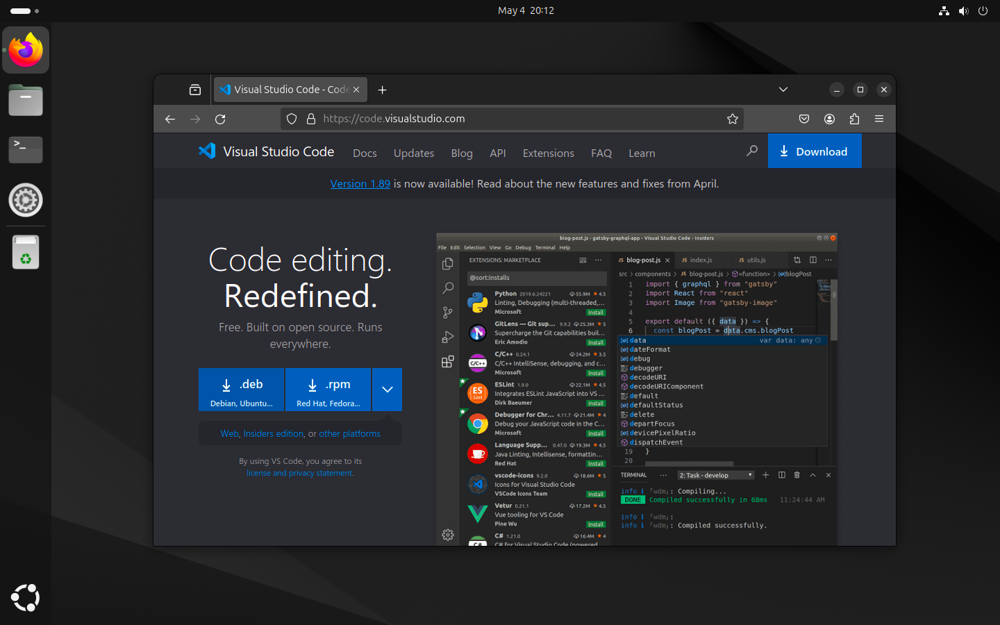 May 4 20:12
Visual Studio Code - Code
https://code.visualstudio.com
Visual Studio Code
Docs
Updates
Blog
API
Extensions
FAQ
Learn
Download
Version 1.89 is now available! Read about the new features and fixes from April.
Code editing.
Redefined.
Free. Built on open source. Runs
everywhere.
.deb
Debian, Ubuntu...
.rpm
Red Hat, Fedora...
Web, Insiders edition, or other platforms
By using VS Code, you agree to its
license and privacy statement.
blog-post.js - gatsby-graphql-app - Visual Studio Code - Insiders
File Edit Selection View Go Debug Terminal Help
EXTENSIONS: MARKETPLACE
@sort:installs
Python 2019.6.24221 55.9M 4.5
Linting, Debugging (multi-threaded,...
Microsoft Install
GitLens — Git sup... 9.9.2 25.3M 5
Supercharge the Git capabilities buil...
Eric Amodio Install
C/C++ 0.24.1 24.2M 3.5
C/C++ IntelliSense, debugging, and c...
Microsoft Install
ESLint 1.9.0 22.1M 4.5
Integrates ESLint JavaScript into VS ...
Dirk Baeumer Install
Debugger for Chr... 4.11.7 21.4M 4
Debug your JavaScript code in the C...
Microsoft Install
Language Supp... 0.47.0 19.3M 4.5
Java Linting, Intellisense, formattin...
Red Hat Install
vscode-icons 9.2.0 18.6M 5
Icons for Visual Studio Code
VSCode Icons Team Install
Vetur 0.21.1 17.2M 4.5
Vue tooling for VS Code
Pine Wu Install
C# 1.21.0 16.4M 4
C# for Visual Studio Code (powered
JS blog-post.js
JS index.js
JS utils.js
src > components > JS blog-post.js > <function> > blogPost
1 import { graphql } from "gatsby"
2 import React from "react"
3 import Image from "gatsby-image"
4
5 export default ({ data }) => {
6 const blogPost = data.cms.blogPost
data var data: any
dateFormat
debug
debugger
decodeURI
decodeURIComponent
default
defaultStatus
delete
departFocus
devicePixelRatio
dispatchEvent
19 }
20
TERMINAL ... 2: Task - develop
info i 「wdm」: Compiling...
DONE Compiled successfully in 68ms 11:24:44 AM
info i 「wdm」:
info i 「wdm」: Compiled successfully.